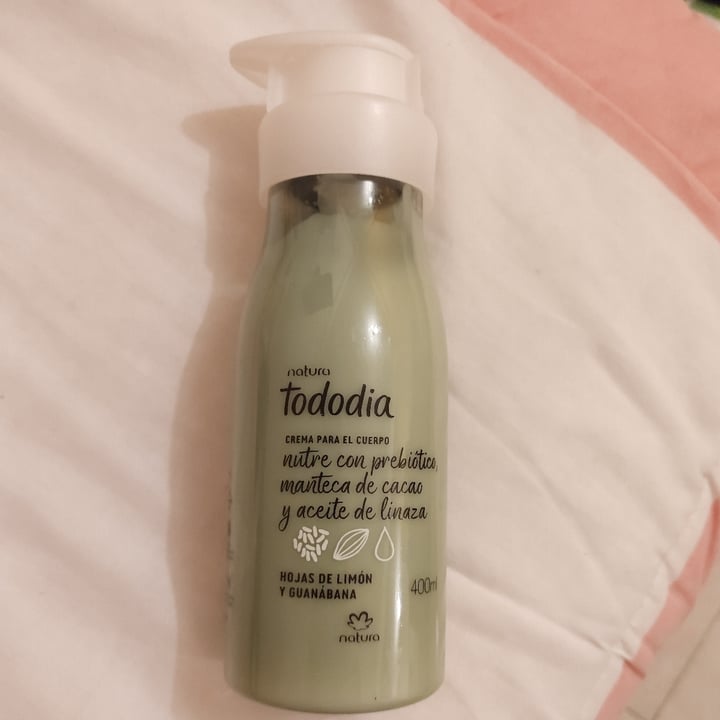 natura
tododia
CREMA PARA EL CUERPO
nutre con prebiótico,
manteca de cacao
y aceite de linaza
HOJAS DE LIMÓN
Y GUANÁBANA
400ml
natura